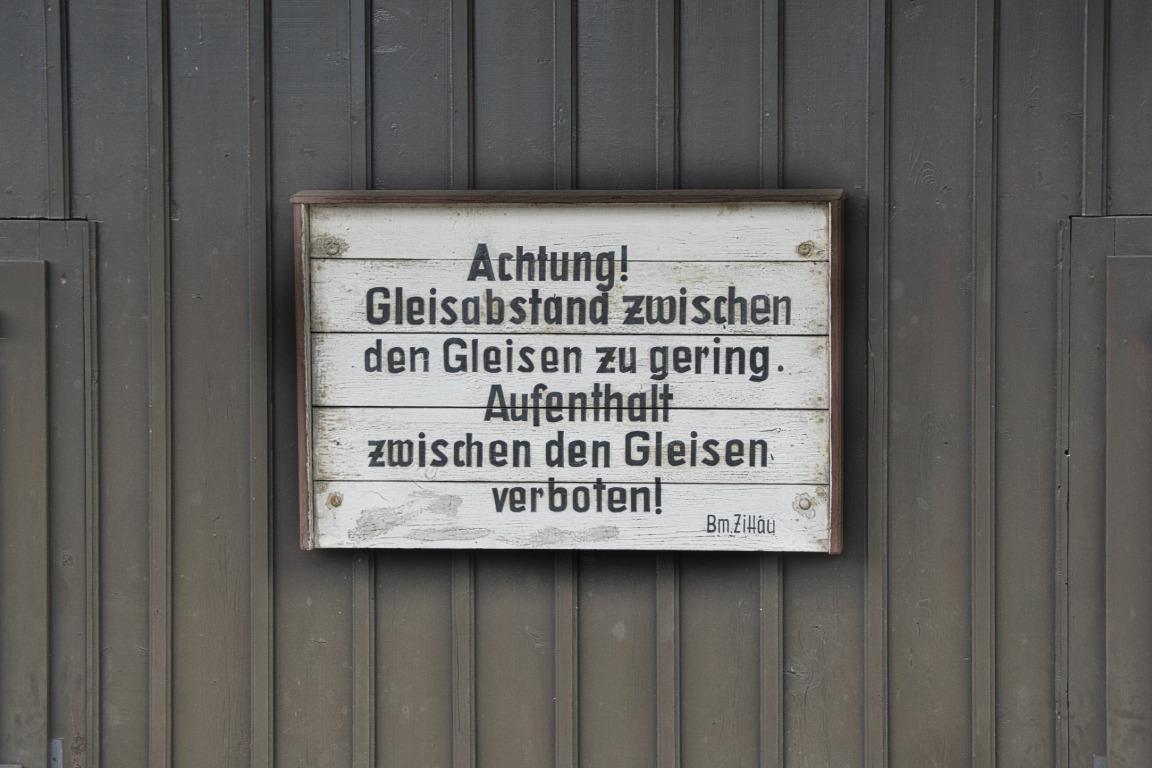 Achtung!
Gleisabstand zwischen
den Gleisen zu gering.
Aufenthalt
zwischen den Gleisen
verboten!
Bm.Zittau